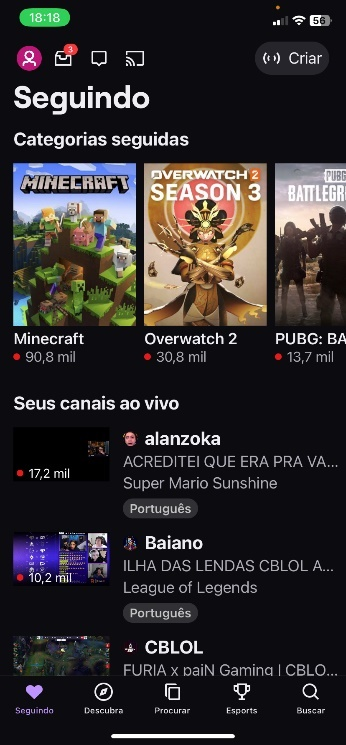 18:18
56
3
Criar
Seguindo
Categorias seguidas
MINECRAFT
OVERWATCH 2
SEASON 3
PUBG:
BATTLEGR
Minecraft
Overwatch 2
PUBG: BA
90,8 mil
30,8 mil
13,7 mil
Seus canais ao vivo
17,2 mil
alanzoka
ACREDITEI QUE ERA PRA VA...
Super Mario Sunshine
Português
10,2 mil
Baiano
ILHA DAS LENDAS CBLOL A...
League of Legends
Português
CBLOL
FURIA x paiN Gaming | CBLO...
Seguindo
Descubra
Procurar
Esports
Buscar